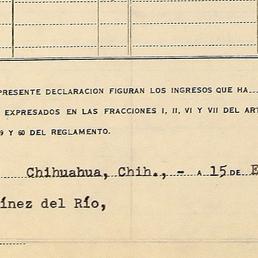 PRESENTE DECLARACION FIGURAN LOS INGRESOS QUE HA
EXPRESADOS EN LAS FRACCIONES I, II, VI Y VII DEL ART
9 Y 60 DEL REGLAMENTO.
Chihuahua, Chih., - A 15 DE E
ínez del Río,